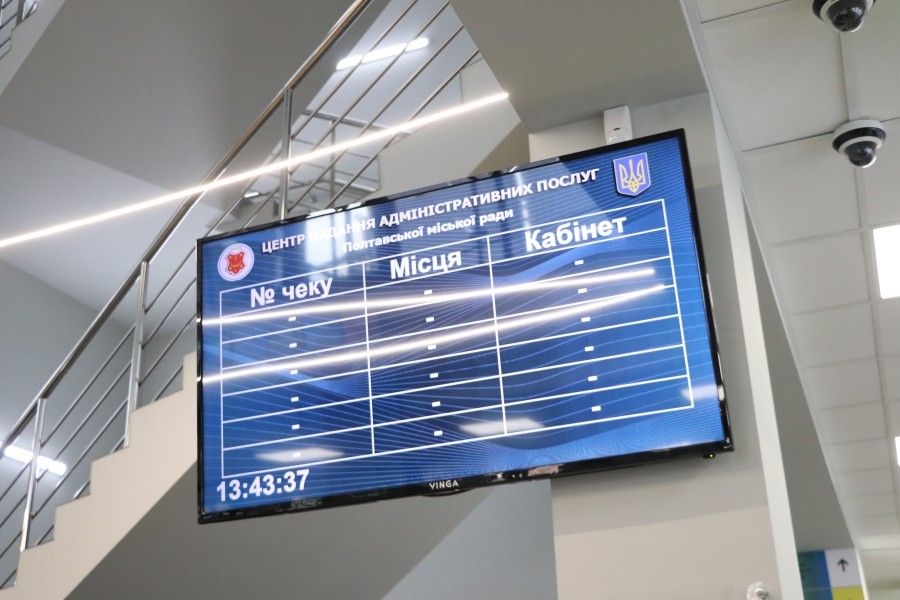 ЦЕНТР НАДАННЯ АДМІНІСТРАТИВНИХ ПОСЛУГ
Полтавської міської ради
№ чеку Місця Кабінет
- - -
- - -
- - -
- - -
- - -
- - -
13:43:37
VINGA